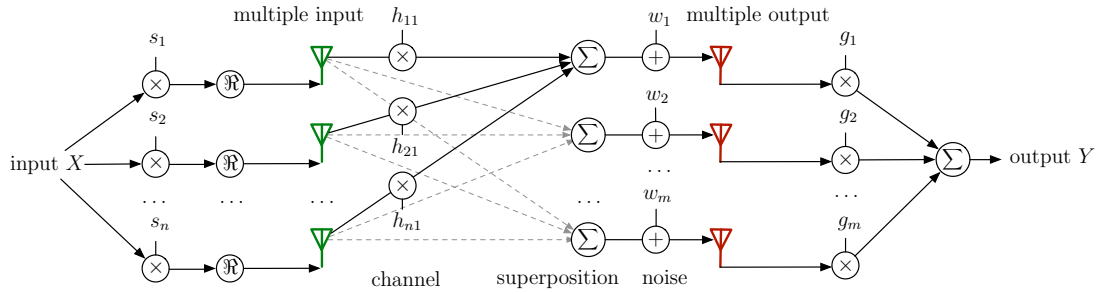 multiple input
h₁₁
w₁
multiple output
s₁
g₁
× × Σ + ×
ℜ
s₂
w₂
g₂
×
input X × ℜ h₂₁ Σ + × Σ output Y
×
... ... ... ... ... ...
sₙ
hₙ₁
wₘ
gₘ
× ℜ Σ + ×
channel superposition noise